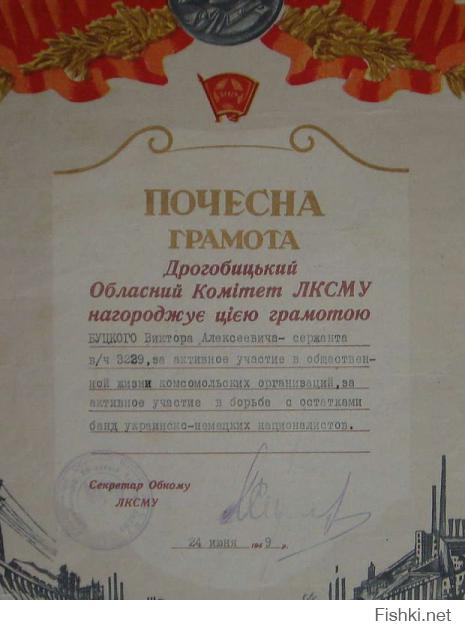 ПОЧЕСНА
ГРАМОТА
Дрогобицький
Обласний Комітет ЛКСМУ
нагороджує цією грамотою
БУЦКОГО Виктора Алексеевича- сержанта
в/ч 3229,за активное участие в обществен-
ной жизни комсомольских организаций,за
активное участие в борьбе с остатками
банд украинско-немецких националистов.
Секретар Обкому
ЛКСМУ
24 июня 1949 р.
Fishki.net